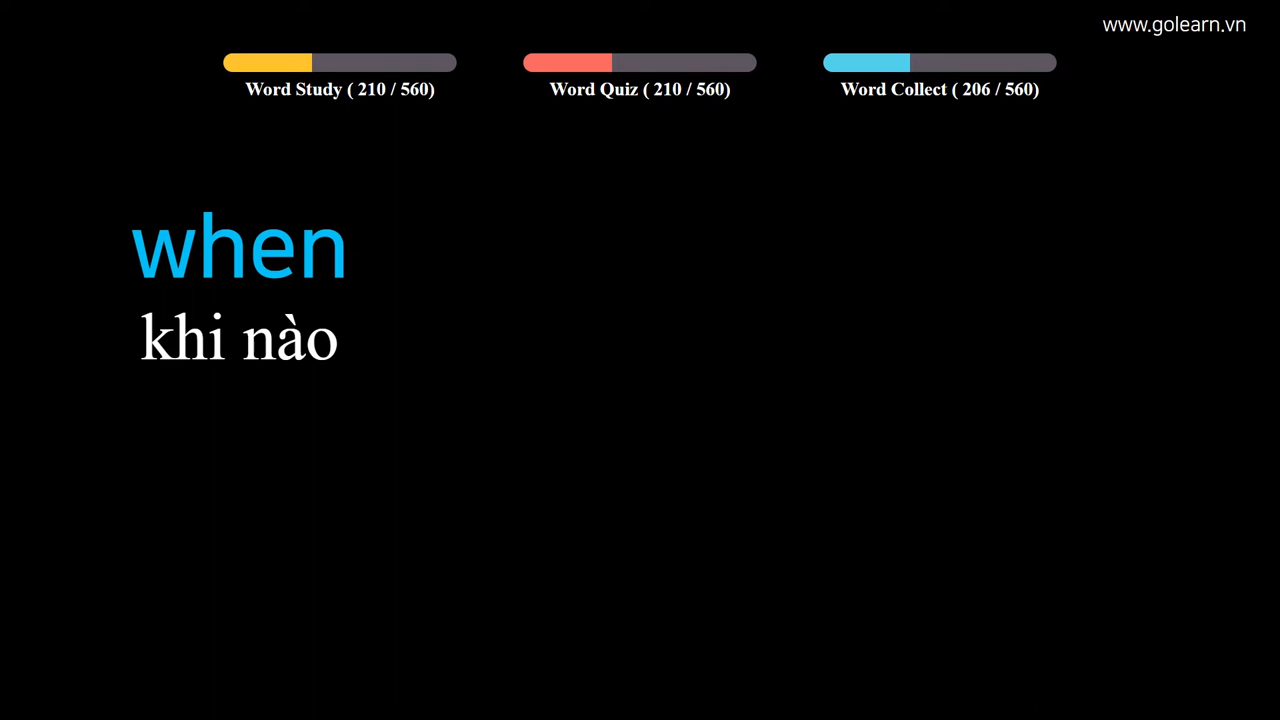 www.golearn.vn
Word Study ( 210 / 560)
Word Quiz ( 210 / 560)
Word Collect ( 206 / 560)
when
khi nào